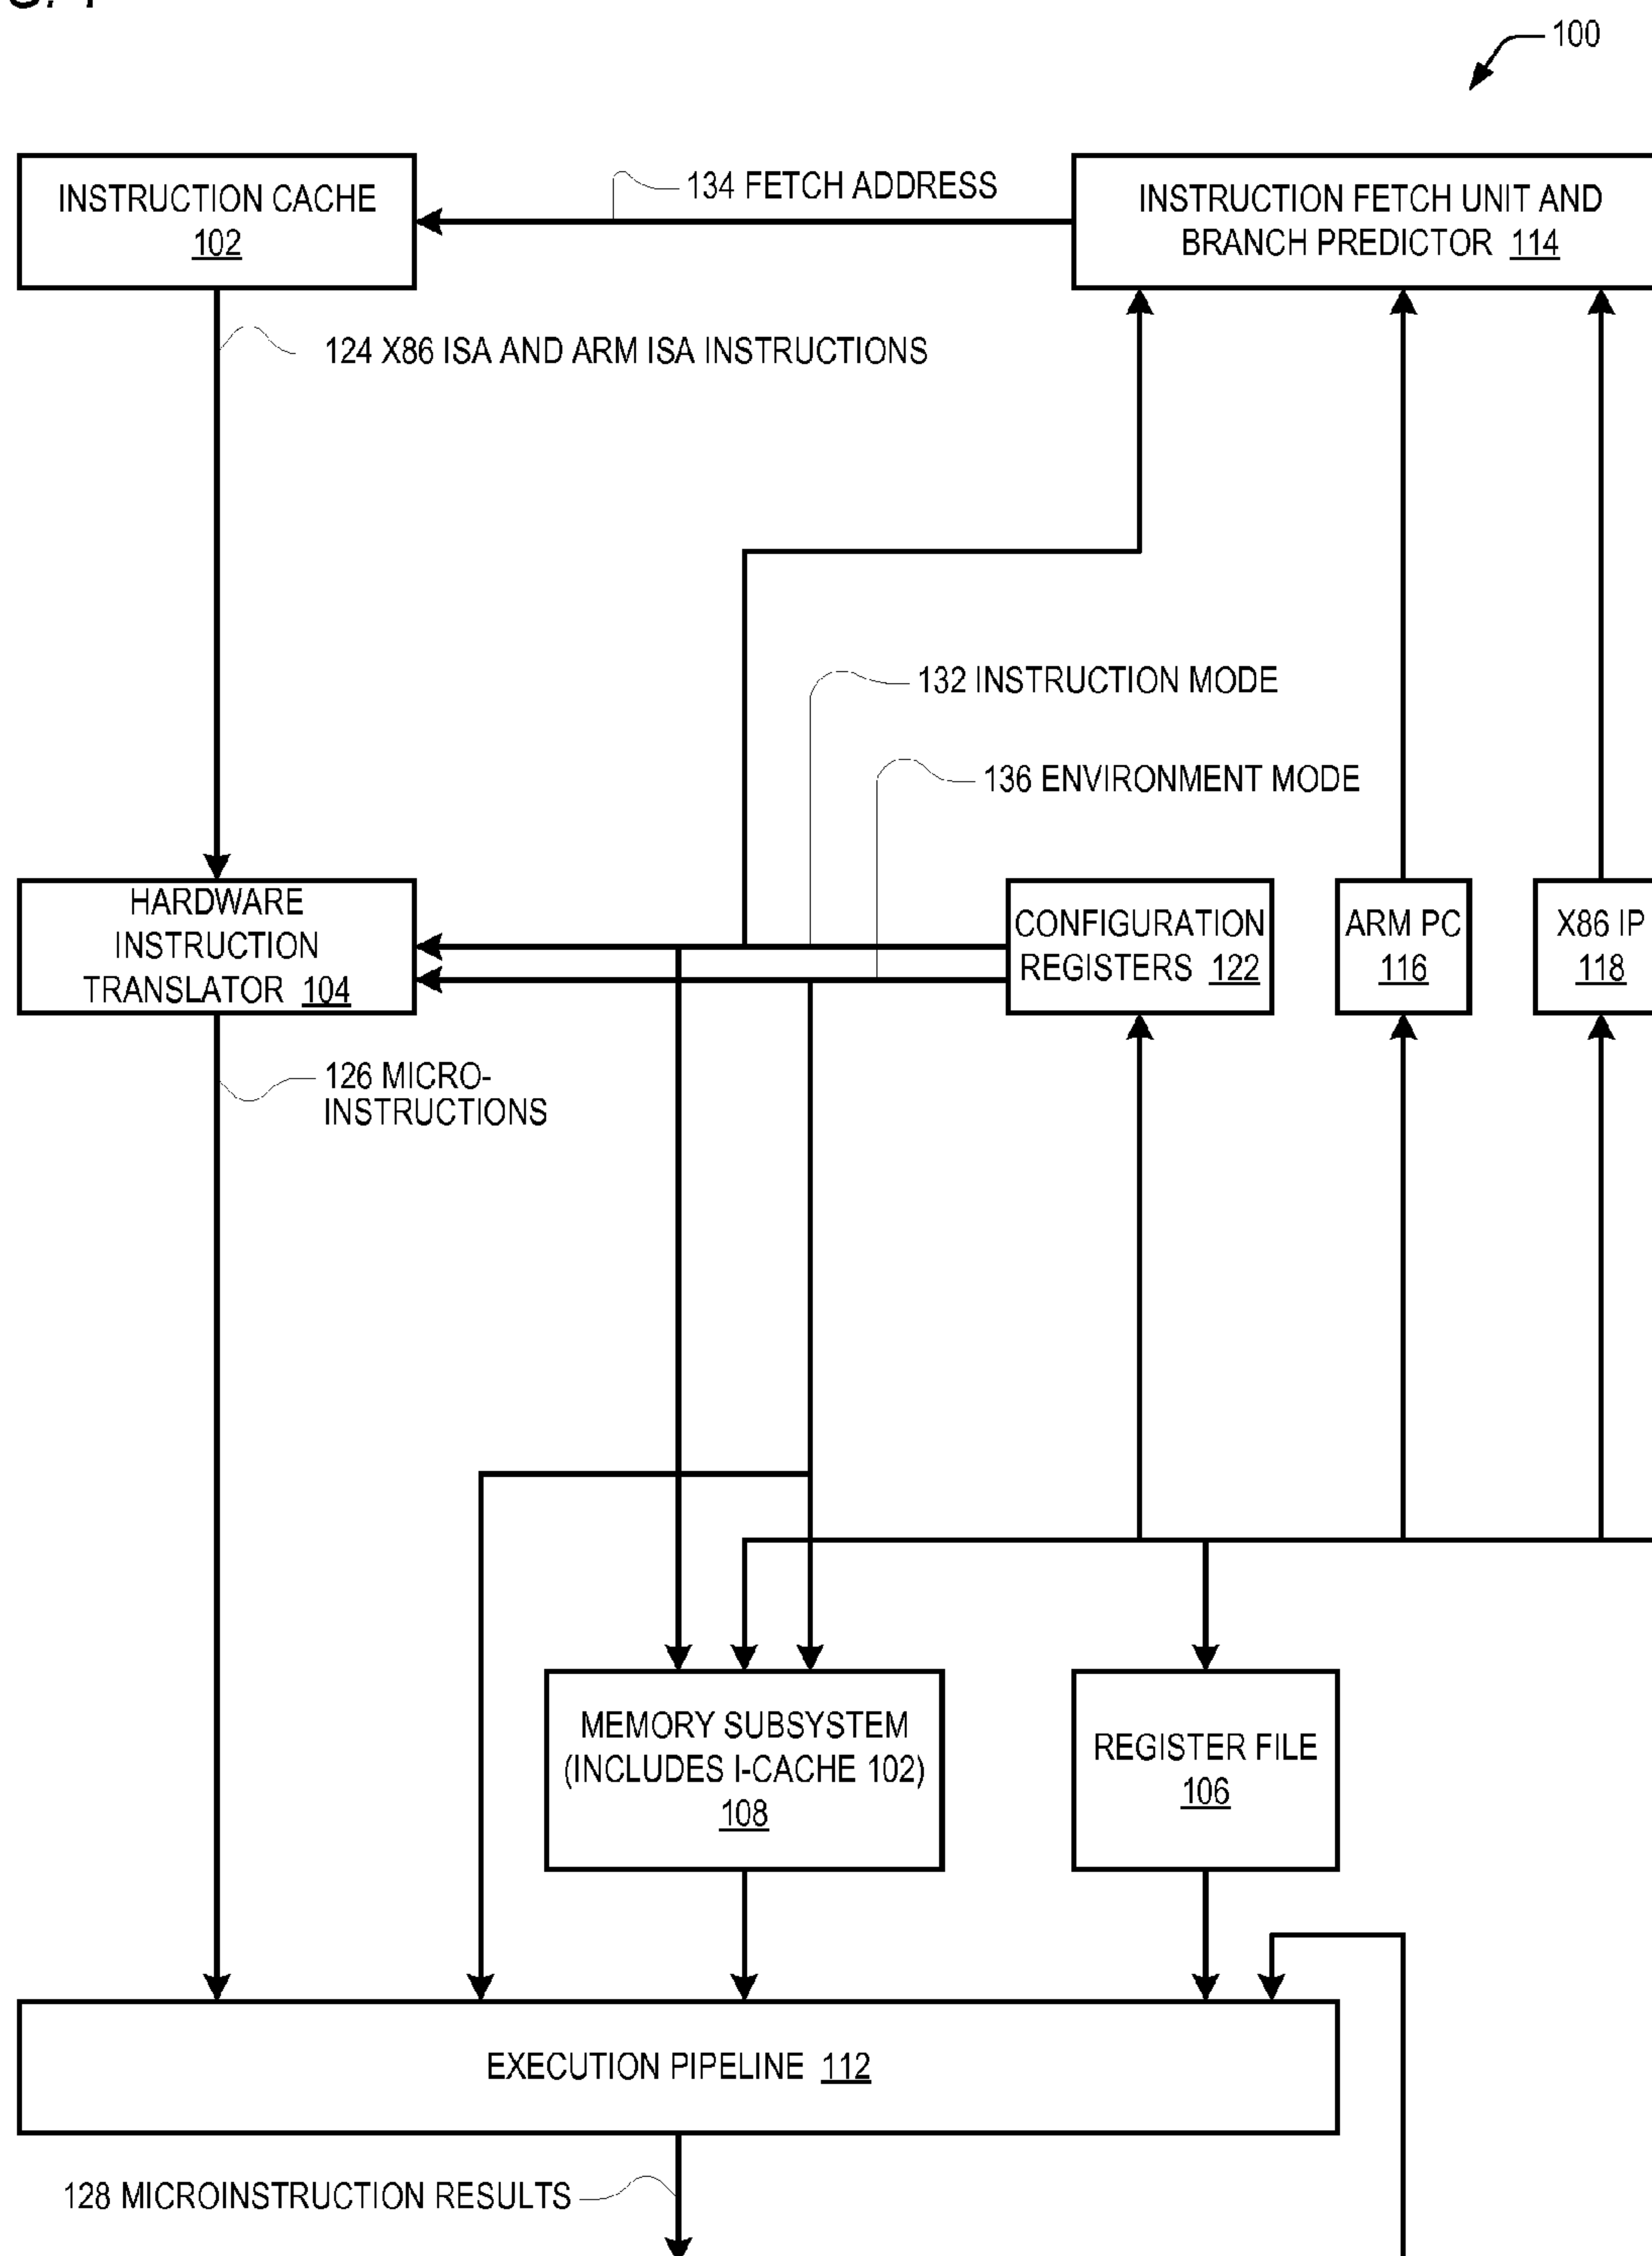 100
INSTRUCTION CACHE
102
134 FETCH ADDRESS
INSTRUCTION FETCH UNIT AND
BRANCH PREDICTOR 114
124 X86 ISA AND ARM ISA INSTRUCTIONS
132 INSTRUCTION MODE
136 ENVIRONMENT MODE
HARDWARE
INSTRUCTION
TRANSLATOR 104
CONFIGURATION
REGISTERS 122
ARM PC
116
X86 IP
118
126 MICRO-
INSTRUCTIONS
MEMORY SUBSYSTEM
(INCLUDES I-CACHE 102)
108
REGISTER FILE
106
EXECUTION PIPELINE 112
128 MICROINSTRUCTION RESULTS